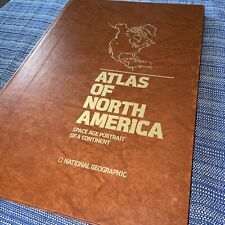 ATLAS
OF
NORTH
AMERICA
SPACE AGE PORTRAIT
OF A CONTINENT
NATIONAL GEOGRAPHIC